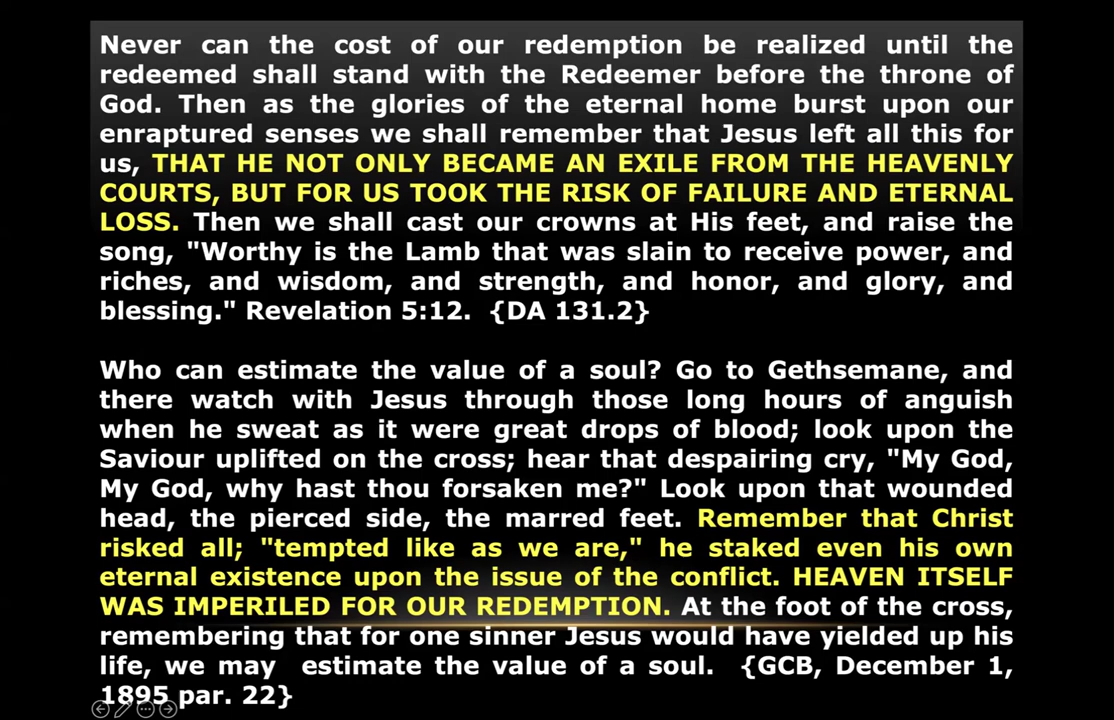 Never can the cost of our redemption be realized until the
redeemed shall stand with the Redeemer before the throne of
God. Then as the glories of the eternal home burst upon our
enraptured senses we shall remember that Jesus left all this for
us, THAT HE NOT ONLY BECAME AN EXILE FROM THE HEAVENLY
COURTS, BUT FOR US TOOK THE RISK OF FAILURE AND ETERNAL
LOSS. Then we shall cast our crowns at His feet, and raise the
song, "Worthy is the Lamb that was slain to receive power, and
riches, and wisdom, and strength, and honor, and glory, and
blessing." Revelation 5:12. {DA 131.2}
Who can estimate the value of a soul? Go to Gethsemane, and
there watch with Jesus through those long hours of anguish
when he sweat as it were great drops of blood; look upon the
Saviour uplifted on the cross; hear that despairing cry, "My God,
My God, why hast thou forsaken me?" Look upon that wounded
head, the pierced side, the marred feet. Remember that Christ
risked all; "tempted like as we are," he staked even his own
eternal existence upon the issue of the conflict. HEAVEN ITSELF
WAS IMPERILED FOR OUR REDEMPTION. At the foot of the cross,
remembering that for one sinner Jesus would have yielded up his
life, we may estimate the value of a soul. {GCB, December 1,
1895 par. 22}